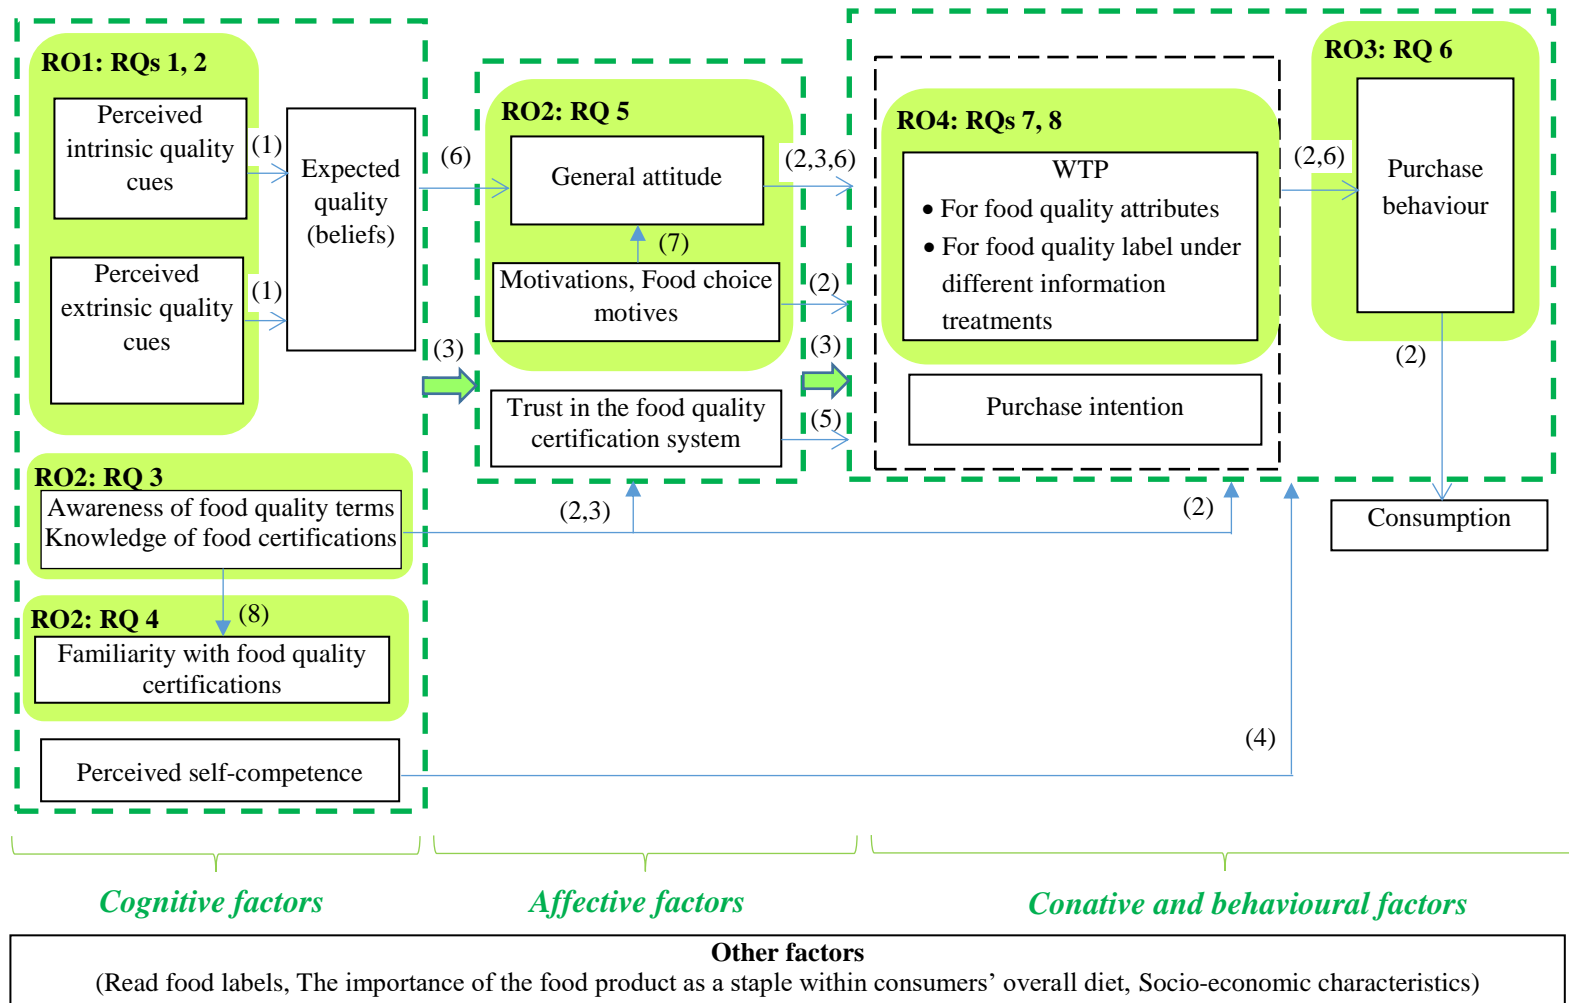 RO1: RQs 1, 2
Perceived
intrinsic quality
cues
(1)
Expected
quality
(beliefs)
Perceived
extrinsic quality
cues
(1)
RO2: RQ 3
Awareness of food quality terms
Knowledge of food certifications
(8)
RO2: RQ 4
Familiarity with food quality
certifications
Perceived self-competence
(6)
(3)
RO2: RQ 5
General attitude
(7)
Motivations, Food choice
motives
Trust in the food quality
certification system
(2,3)
(2,3,6)
(2)
(3)
(5)
RO4: RQs 7, 8
WTP
• For food quality attributes
• For food quality label under
different information
treatments
Purchase intention
(2)
(4)
(2,6)
RO3: RQ 6
Purchase
behaviour
(2)
Consumption
Cognitive factors
Affective factors
Conative and behavioural factors
Other factors
(Read food labels, The importance of the food product as a staple within consumers’ overall diet, Socio-economic characteristics)